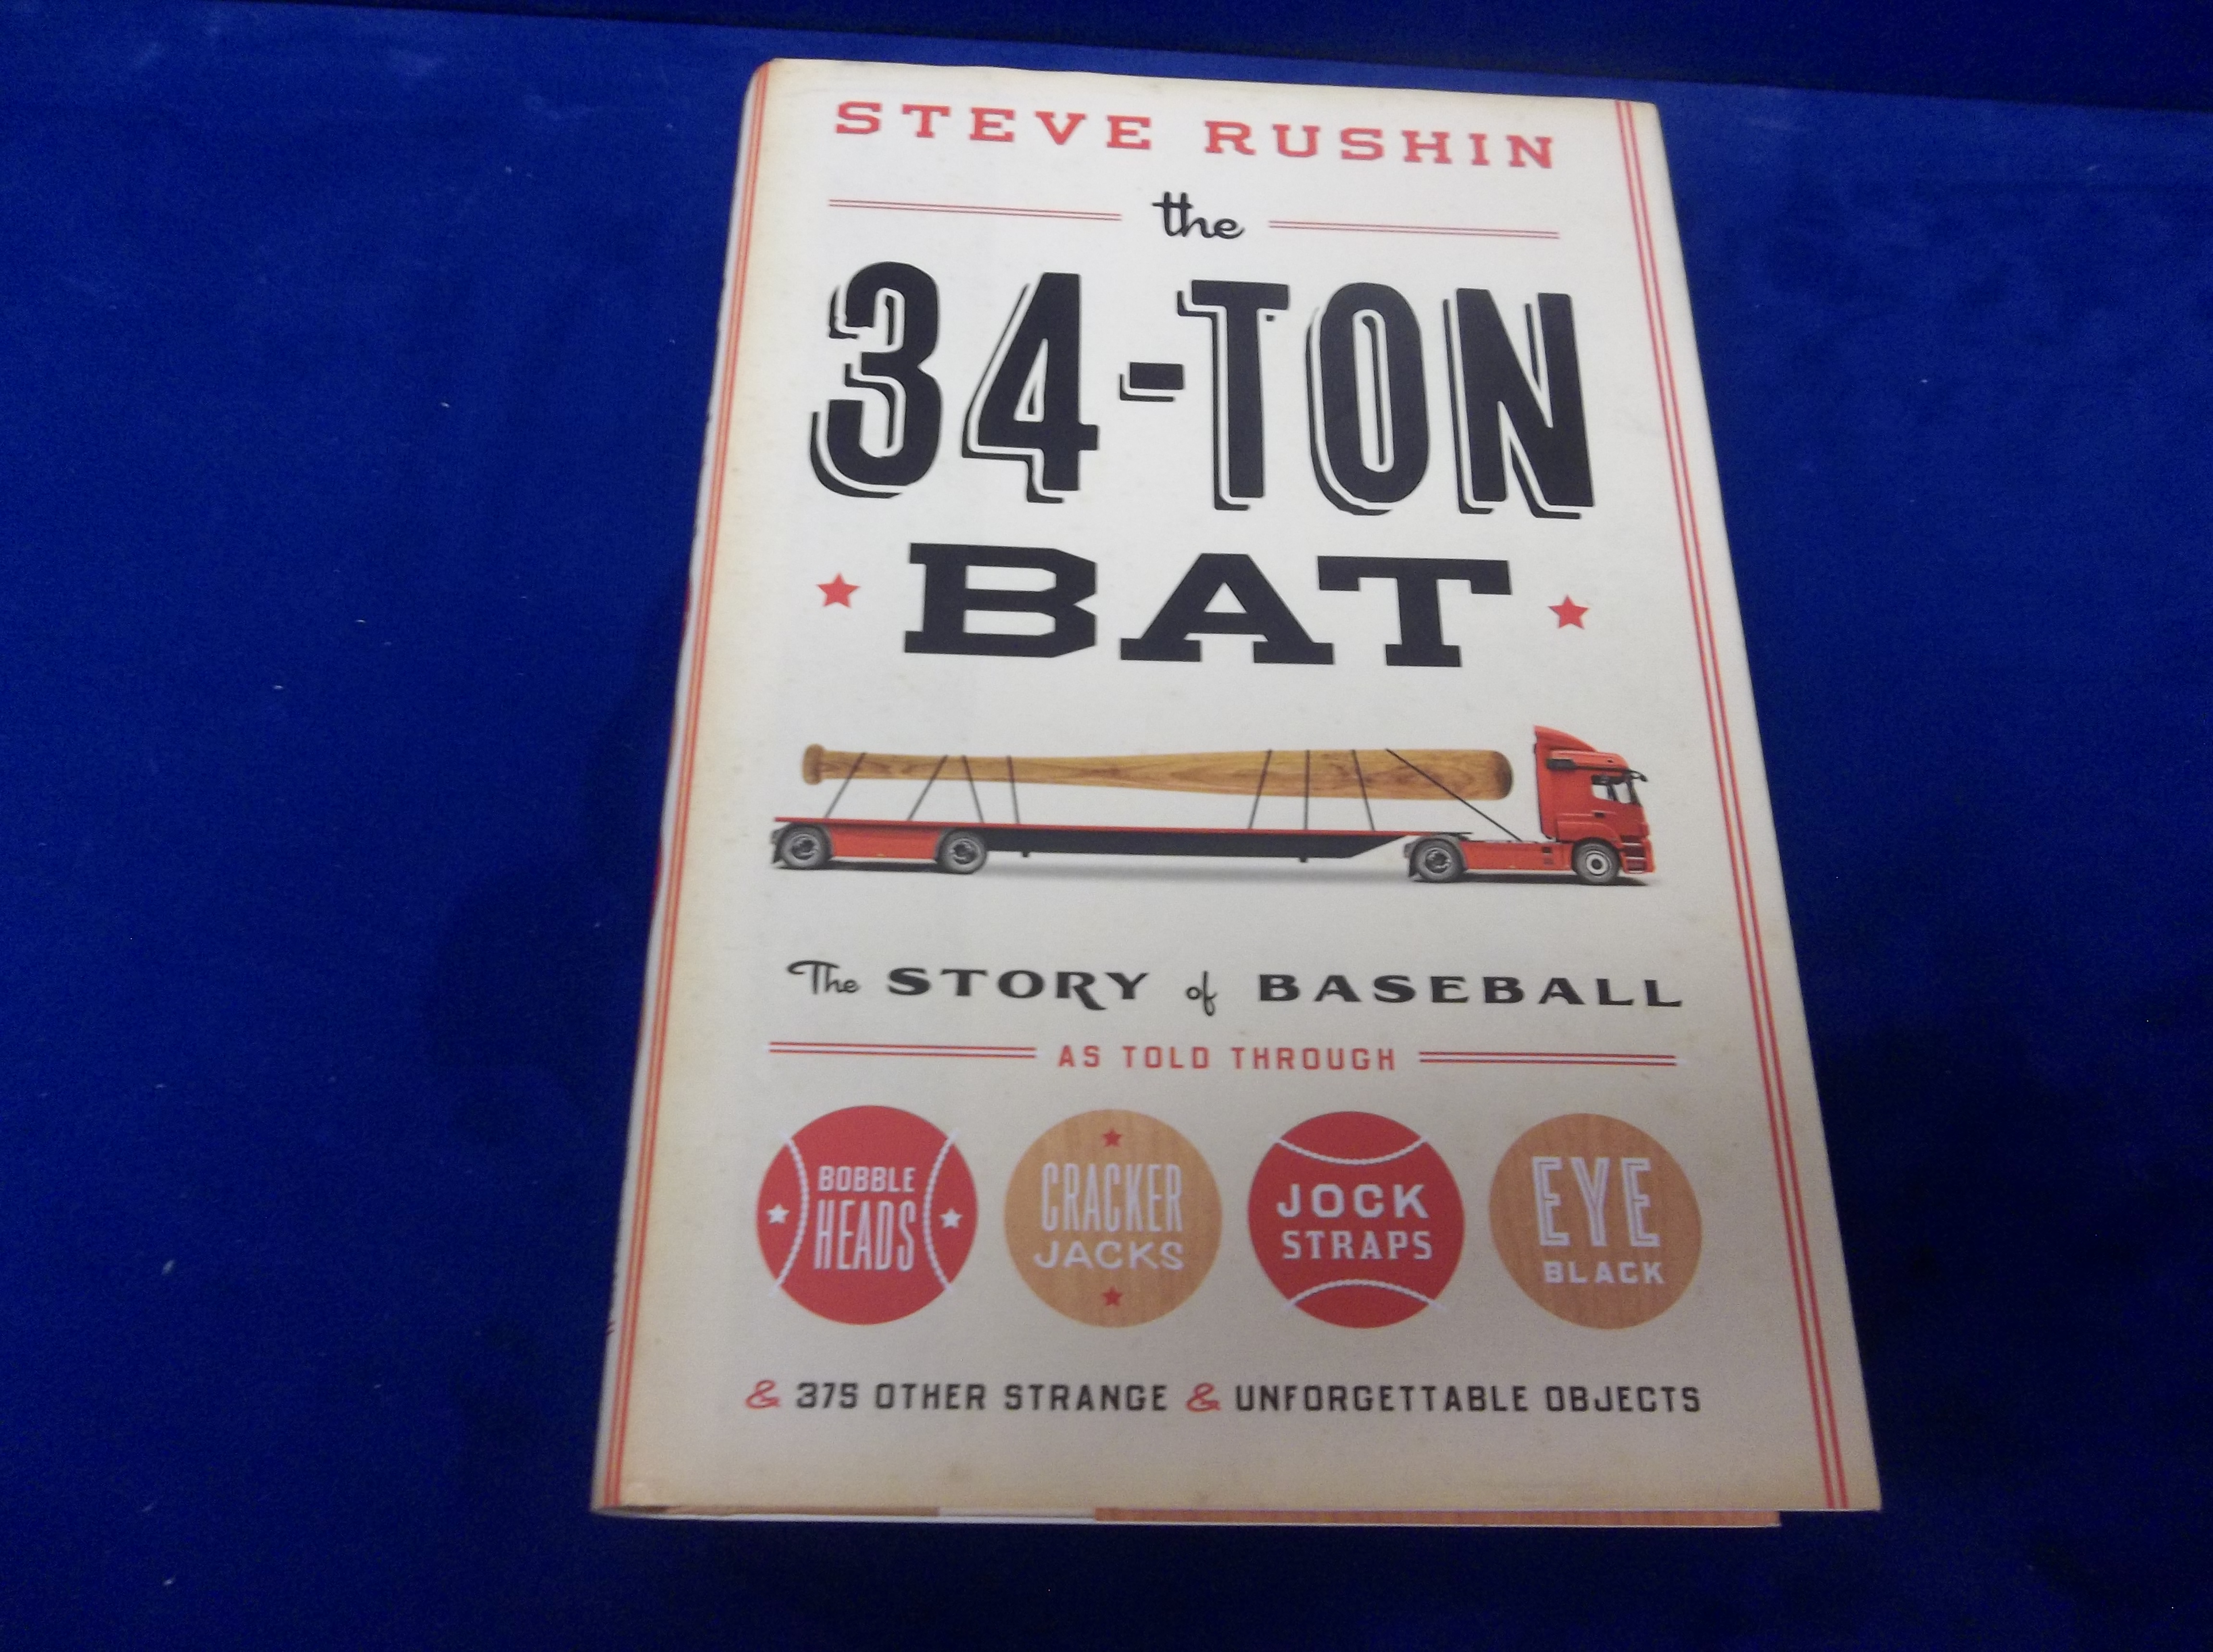 STEVE RUSHIN
the
34-TON
BAT
The STORY of BASEBALL
AS TOLD THROUGH
BOBBLE
HEADS
CRACKER
JACKS
JOCK
STRAPS
EYE
BLACK
& 375 OTHER STRANGE & UNFORGETTABLE OBJECTS